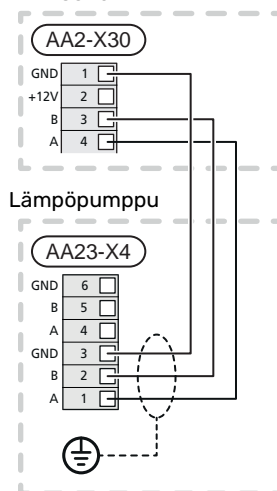 AA2-X30
GND 1
+12V 2
B 3
A 4
Lämpöpumppu
AA23-X4
GND 6
B 5
A 4
GND 3
B 2
A 1